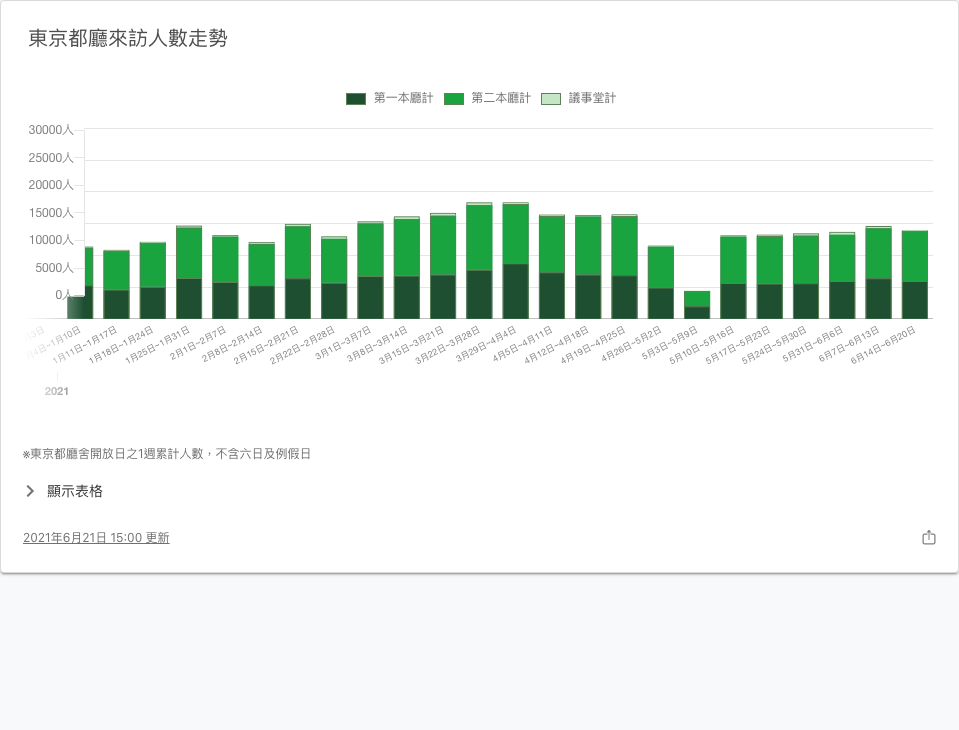 東京都廳來訪人數走勢
第一本廳計 第二本廳計 議事堂計
30000人
25000人
20000人
15000人
10000人
5000人
0人
1月10日
1月11日~1月17日
1月18日~1月24日
1月25日~1月31日
2月1日~2月7日
2月8日~2月14日
2月15日~2月21日
2月22日~2月28日
3月1日~3月7日
3月8日~3月14日
3月15日~3月21日
3月22日~3月28日
3月29日~4月4日
4月5日~4月11日
4月12日~4月18日
4月19日~4月25日
4月26日~5月2日
5月3日~5月9日
5月10日~5月16日
5月17日~5月23日
5月24日~5月30日
5月31日~6月6日
6月7日~6月13日
6月14日~6月20日
2021
※東京都廳舍開放日之1週累計人數，不含六日及例假日
顯示表格
2021年6月21日 15:00 更新